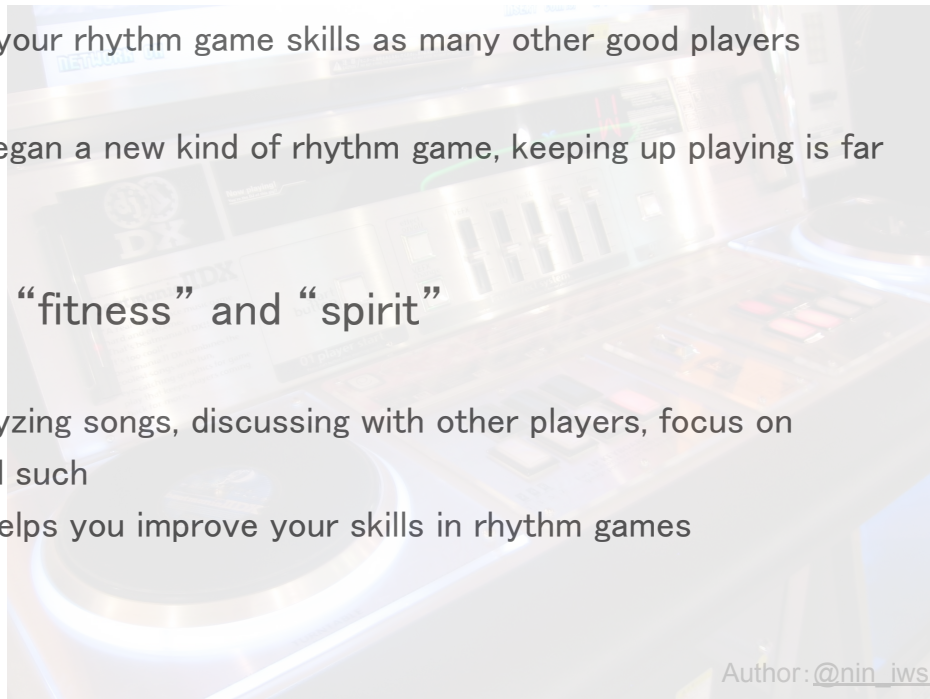 your rhythm game skills as many other good players
egan a new kind of rhythm game, keeping up playing is far
“fitness” and “spirit”
yzing songs, discussing with other players, focus on
l such
elps you improve your skills in rhythm games
DX
Author:@nin_iws